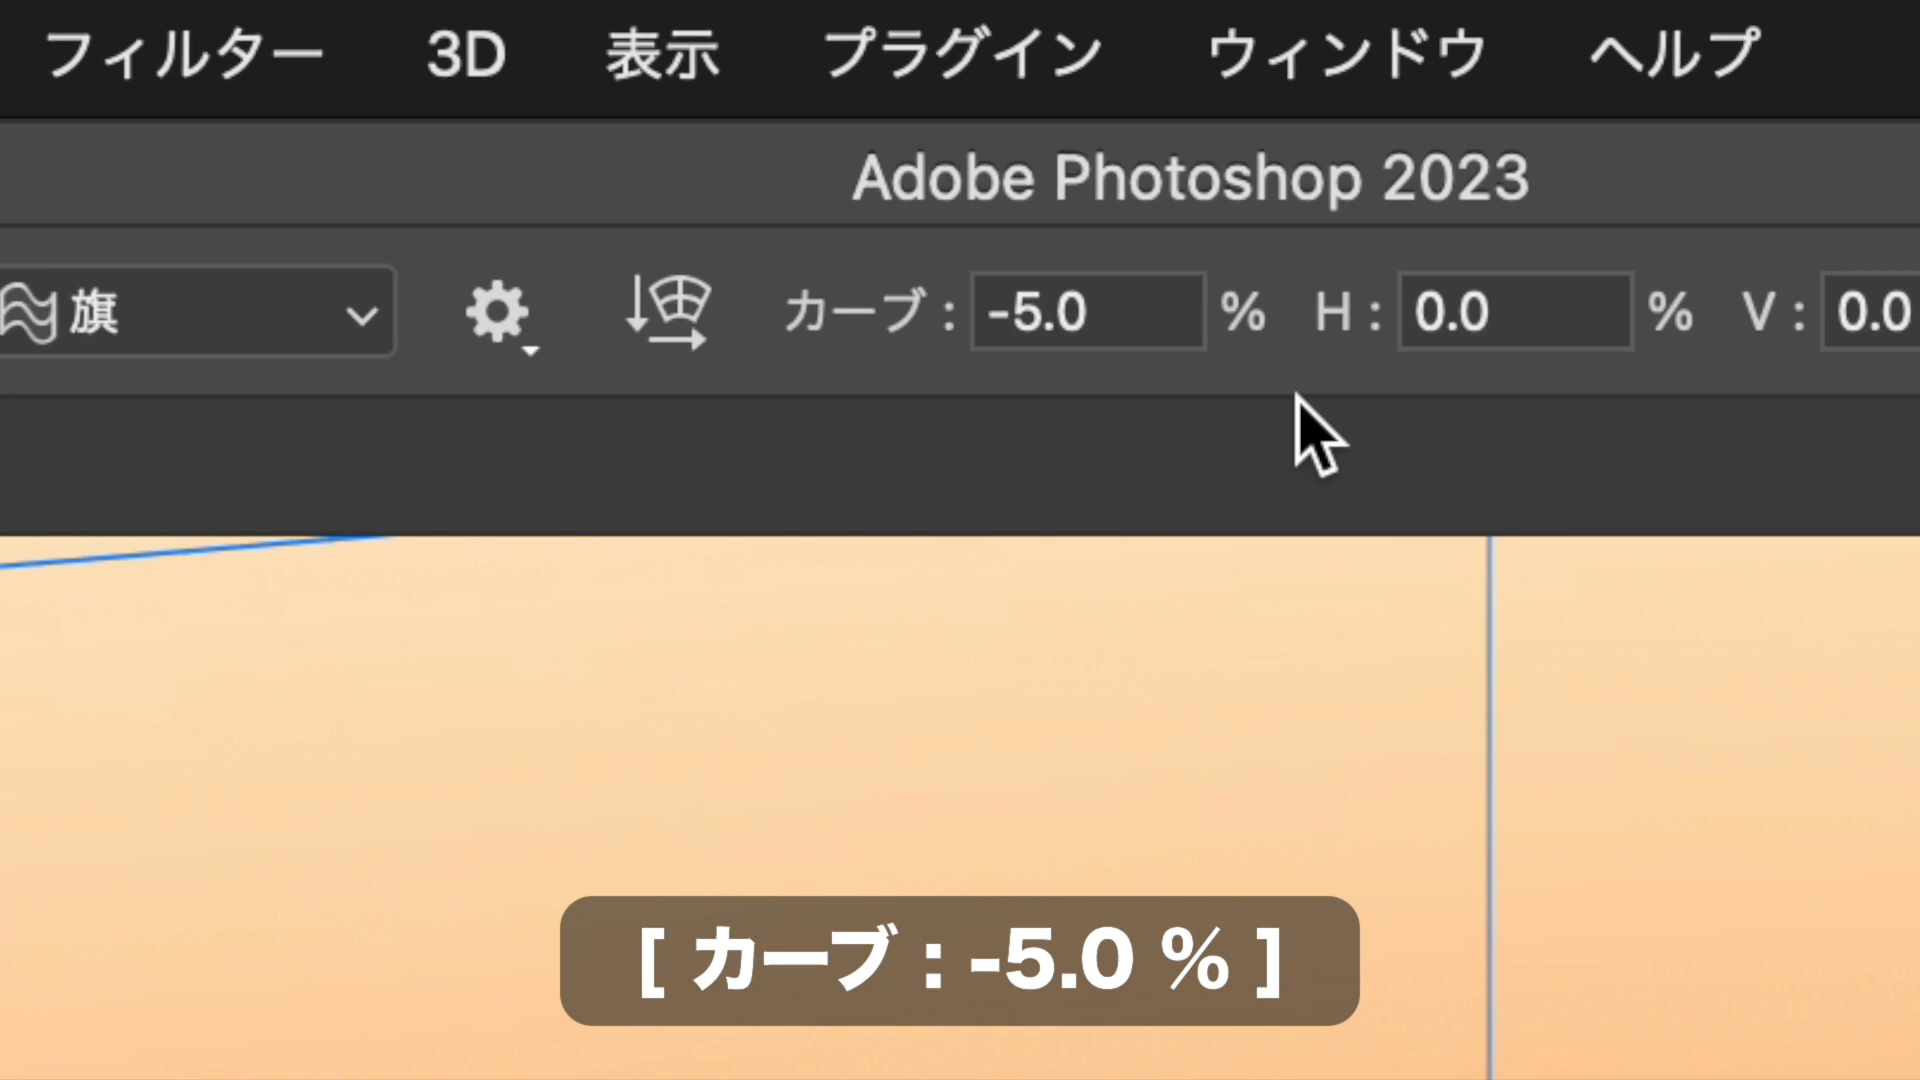 フィルター 3D 表示 プラグイン ウィンドウ ヘルプ
Adobe Photoshop 2023
旗 カーブ : -5.0 % H : 0.0 % V : 0.0
[ カーブ : -5.0 % ]